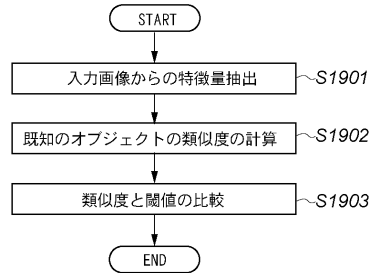 START
入力画像からの特徴量抽出 S1901
既知のオブジェクトの類似度の計算 S1902
類似度と閾値の比較 S1903
END